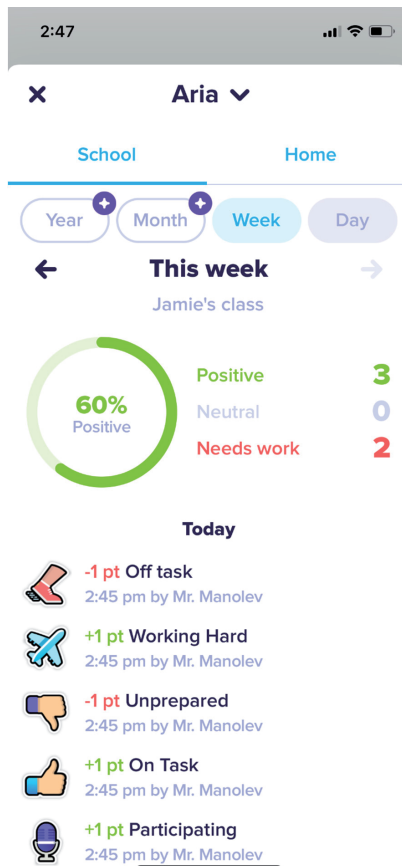 2:47
Aria
School Home
Year Month Week Day
This week
Jamie's class
60%
Positive
Positive 3
Neutral 0
Needs work 2
Today
-1 pt Off task
2:45 pm by Mr. Manolev
+1 pt Working Hard
2:45 pm by Mr. Manolev
-1 pt Unprepared
2:45 pm by Mr. Manolev
+1 pt On Task
2:45 pm by Mr. Manolev
+1 pt Participating
2:45 pm by Mr. Manolev